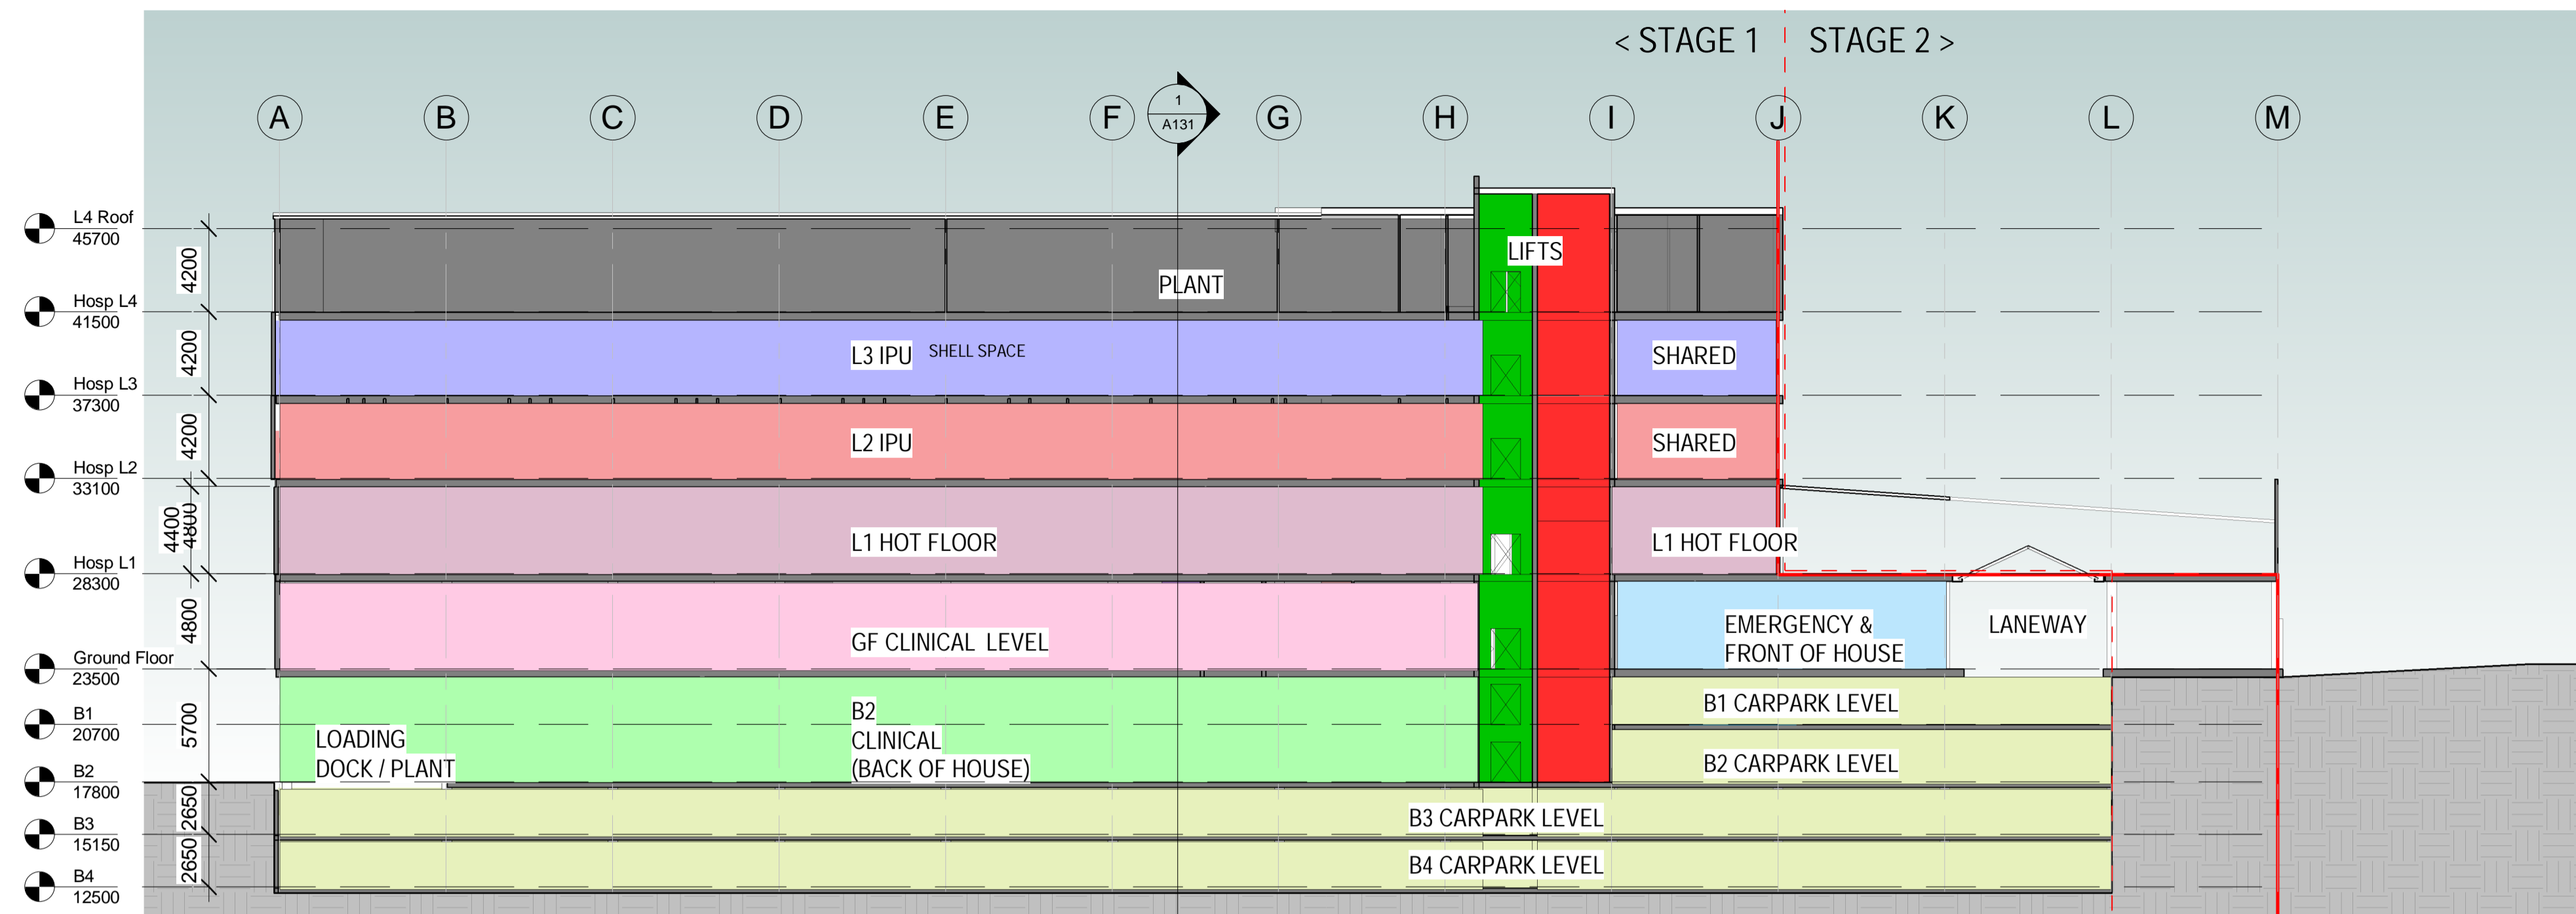 < STAGE 1 STAGE 2 >
A B C D E F 1 G H I J K L M
A131
L4 Roof
45700
4200
LIFTS
PLANT
Hosp L4
41500
4200
L3 IPU SHELL SPACE SHARED
Hosp L3
37300
4200
L2 IPU SHARED
Hosp L2
33100
4400
4800
L1 HOT FLOOR L1 HOT FLOOR
Hosp L1
28300
4800
EMERGENCY & LANEWAY
FRONT OF HOUSE
GF CLINICAL LEVEL
Ground Floor
23500
5700
B1 CARPARK LEVEL
B1
20700
B2
CLINICAL
(BACK OF HOUSE)
LOADING
DOCK / PLANT
B2 CARPARK LEVEL
B2
17800
2650
B3 CARPARK LEVEL
B3
15150
2650
B4 CARPARK LEVEL
B4
12500